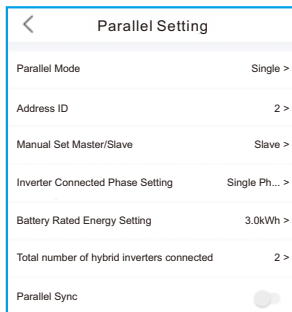 Parallel Setting
Parallel Mode Single >
Address ID 2 >
Manual Set Master/Slave Slave >
Inverter Connected Phase Setting Single Ph... >
Battery Rated Energy Setting 3.0kWh >
Total number of hybrid inverters connected 2 >
Parallel Sync